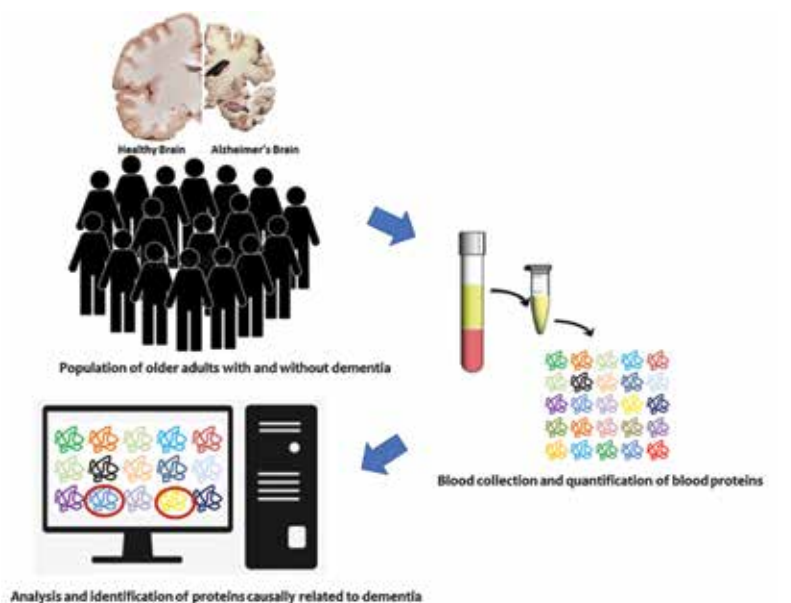 Healthy Brain Alzheimer's Brain
Population of older adults with and without dementia
Blood collection and quantification of blood proteins
Analysis and identification of proteins causally related to dementia